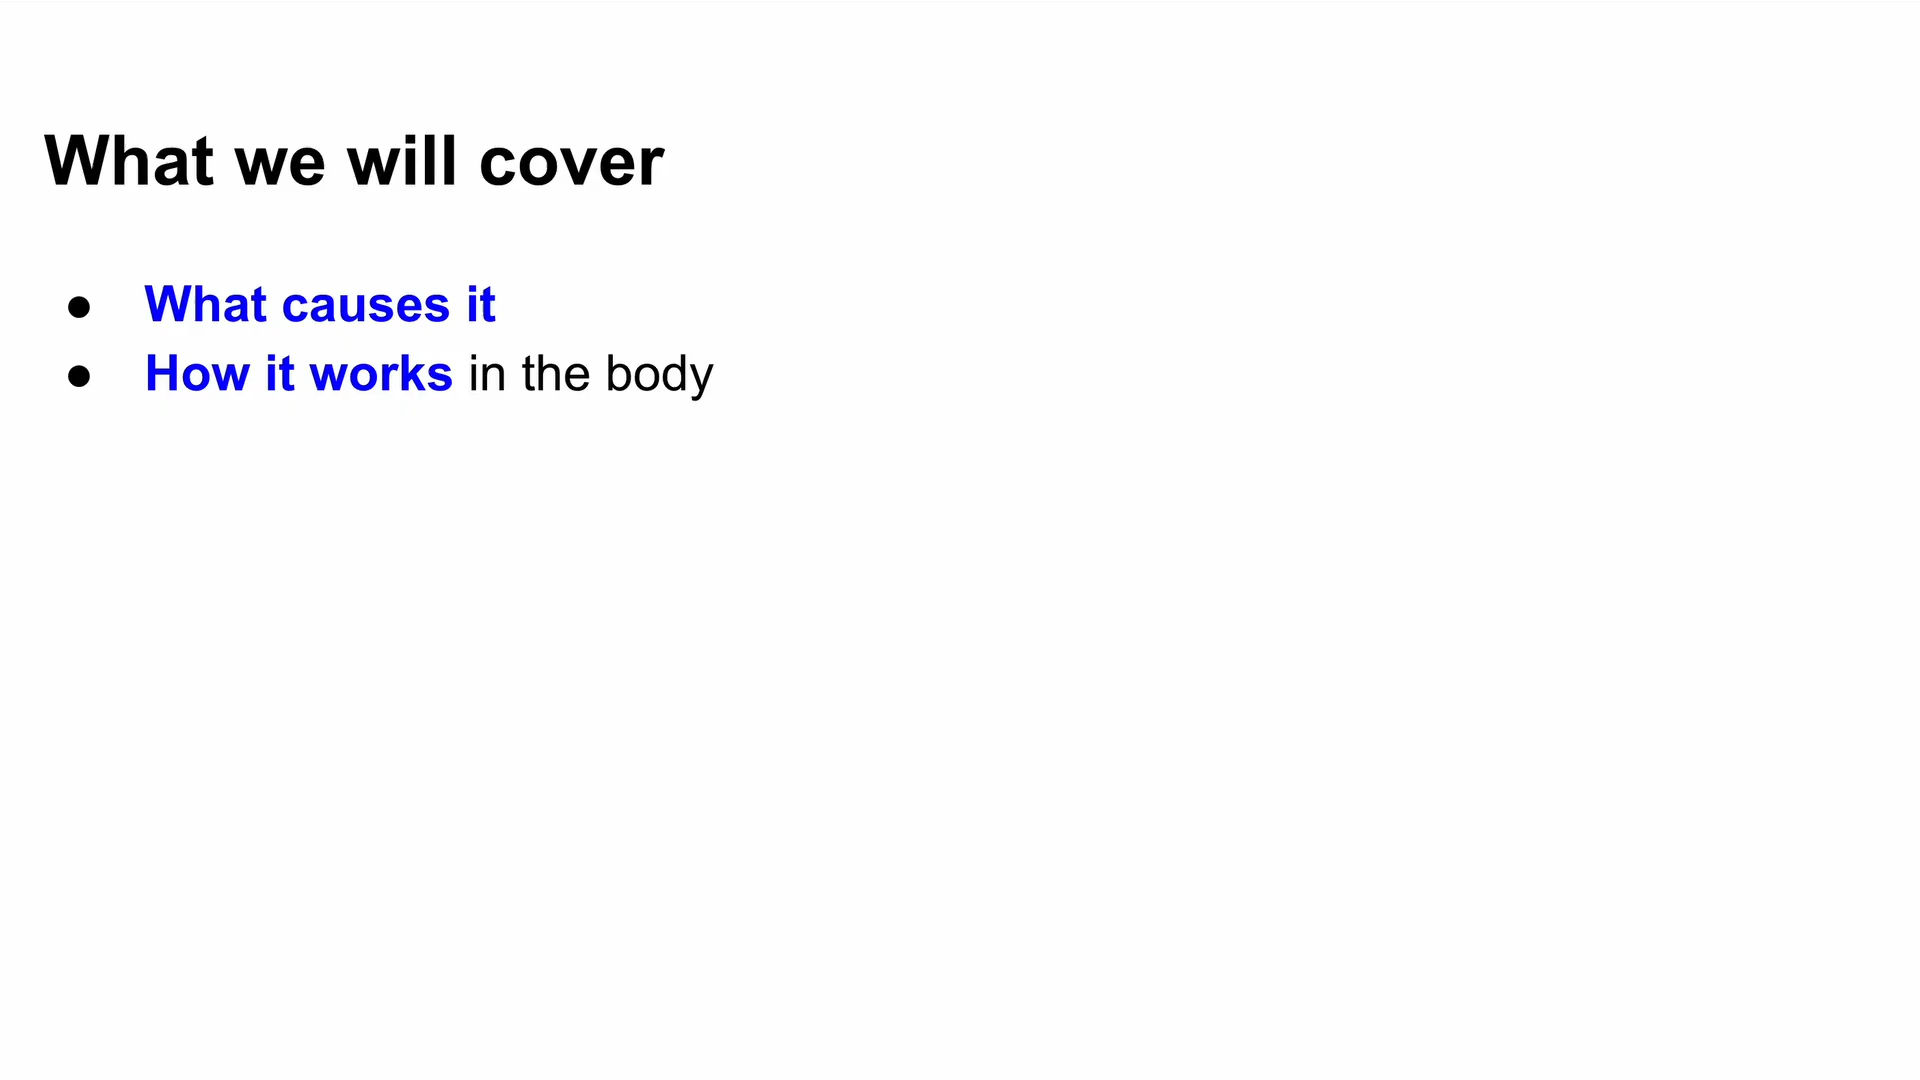 What we will cover
● What causes it
● How it works in the body